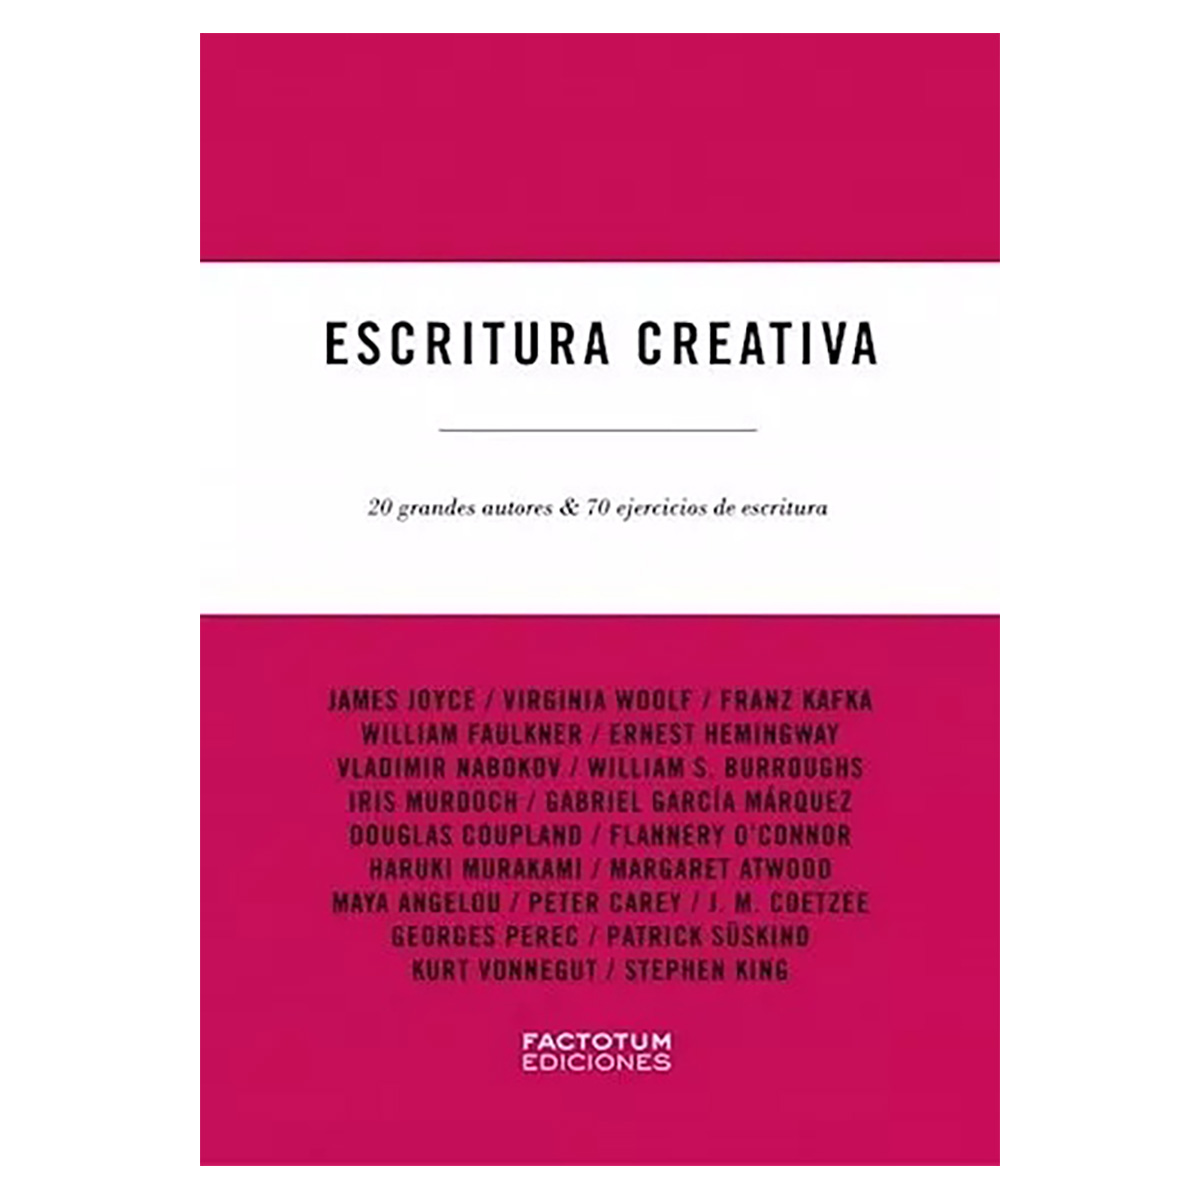 ESCRITURA CREATIVA
20 grandes autores & 70 ejercicios de escritura
JAMES JOYCE / VIRGINIA WOOLF / FRANZ KAFKA
WILLIAM FAULKNER / ERNEST HEMINGWAY
VLADIMIR NABOKOV / WILLIAM S. BURROUGHS
IRIS MURDOCH / GABRIEL GARCÍA MÁRQUEZ
DOUGLAS COUPLAND / FLANNERY O'CONNOR
HARUKI MURAKAMI / MARGARET ATWOOD
MAYA ANGELOU / PETER CAREY / J. M. COETZEE
GEORGES PEREC / PATRICK SÜSKIND
KURT VONNEGUT / STEPHEN KING
FACTOTUM
EDICIONES